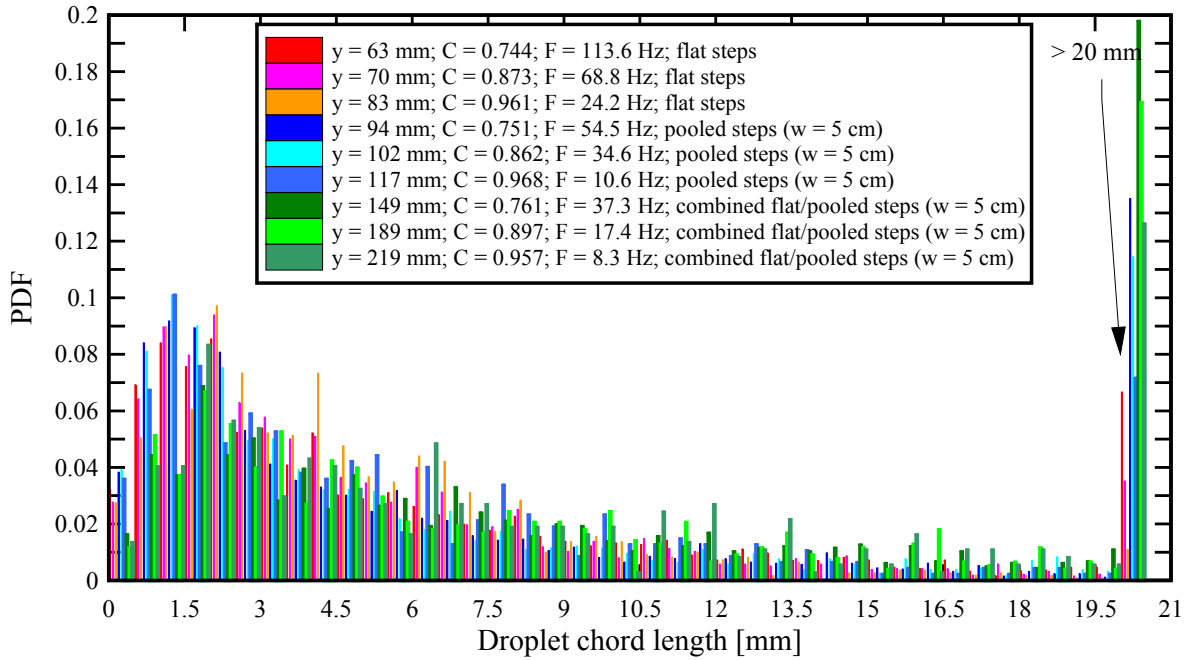 0.2
0.18
0.16
0.14
0.12
0.1
0.08
0.06
0.04
0.02
0
PDF
y = 63 mm; C = 0.744; F = 113.6 Hz; flat steps
y = 70 mm; C = 0.873; F = 68.8 Hz; flat steps
y = 83 mm; C = 0.961; F = 24.2 Hz; flat steps
y = 94 mm; C = 0.751; F = 54.5 Hz; pooled steps (w = 5 cm)
y = 102 mm; C = 0.862; F = 34.6 Hz; pooled steps (w = 5 cm)
y = 117 mm; C = 0.968; F = 10.6 Hz; pooled steps (w = 5 cm)
y = 149 mm; C = 0.761; F = 37.3 Hz; combined flat/pooled steps (w = 5 cm)
y = 189 mm; C = 0.897; F = 17.4 Hz; combined flat/pooled steps (w = 5 cm)
y = 219 mm; C = 0.957; F = 8.3 Hz; combined flat/pooled steps (w = 5 cm)
> 20 mm
0 1.5 3 4.5 6 7.5 9 10.5 12 13.5 15 16.5 18 19.5 21
Droplet chord length [mm]